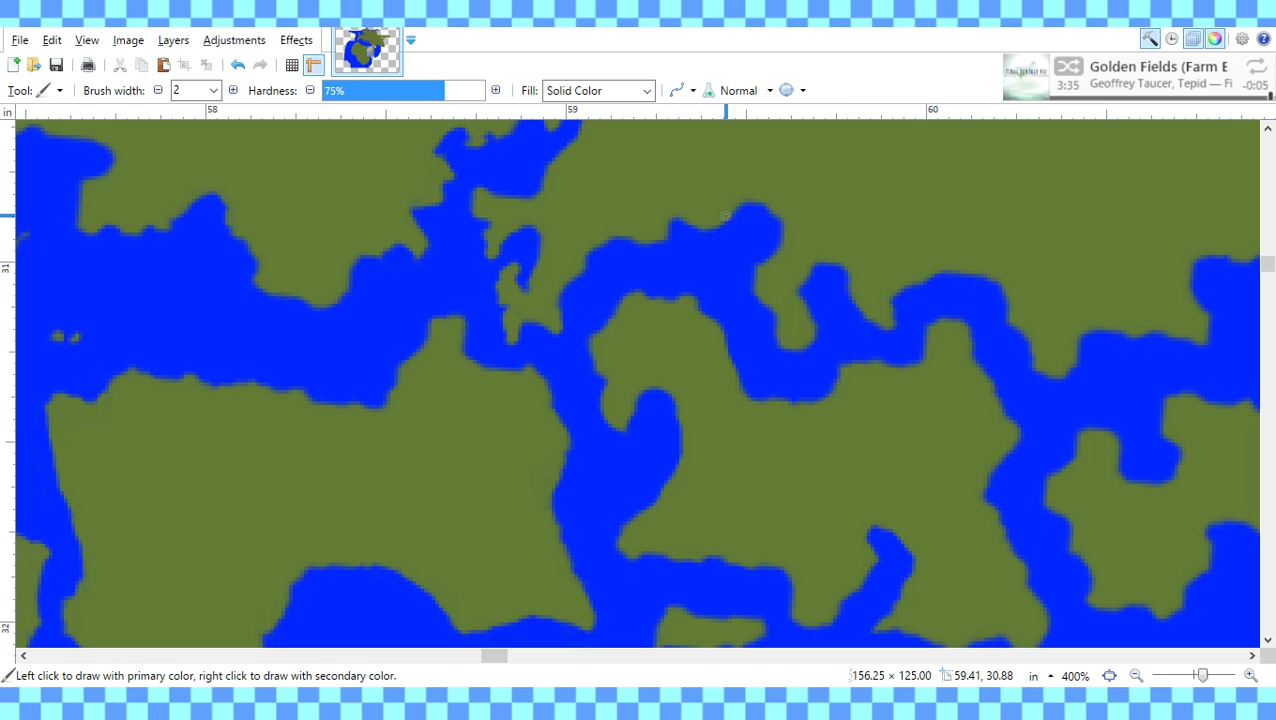 File Edit View Image Layers Adjustments Effects
Tool: Brush width: 2 Hardness: 75% Fill: Solid Color Normal
Golden Fields (Farm E
3:35 Geoffrey Taucer, Tepid — Fi -0:05
in 58 59 60
31
32
Left click to draw with primary color, right click to draw with secondary color. 156.25 × 125.00 59.41, 30.88 in 400%